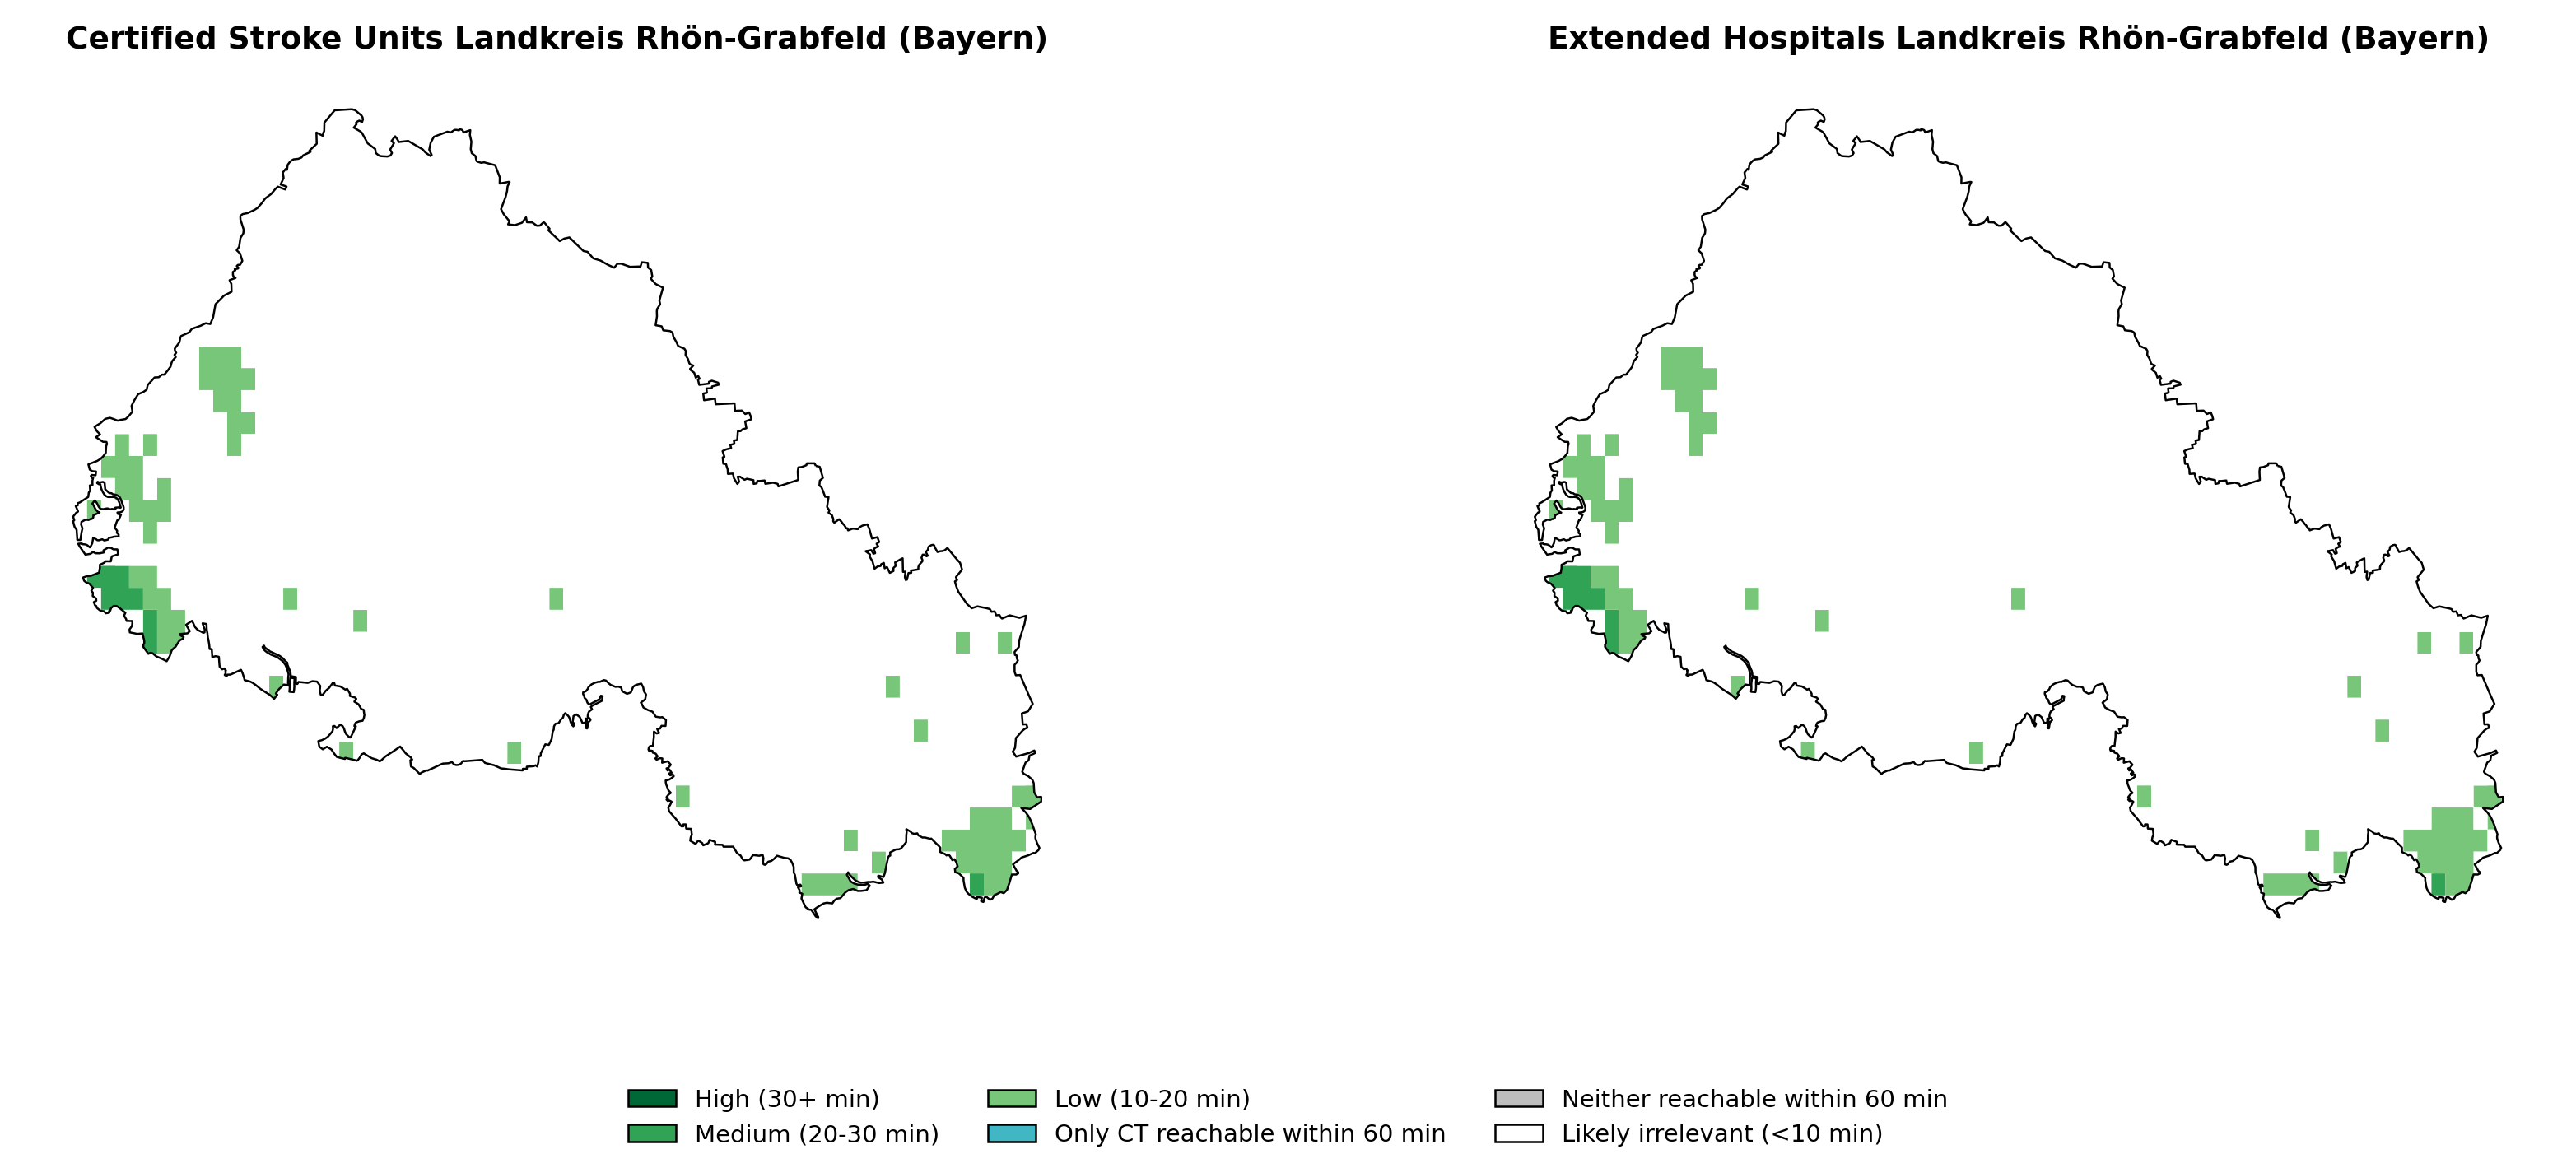 Certified Stroke Units Landkreis Rhön-Grabfeld (Bayern)
Extended Hospitals Landkreis Rhön-Grabfeld (Bayern)
High (30+ min)
Medium (20-30 min)
Low (10-20 min)
Only CT reachable within 60 min
Neither reachable within 60 min
Likely irrelevant (<10 min)